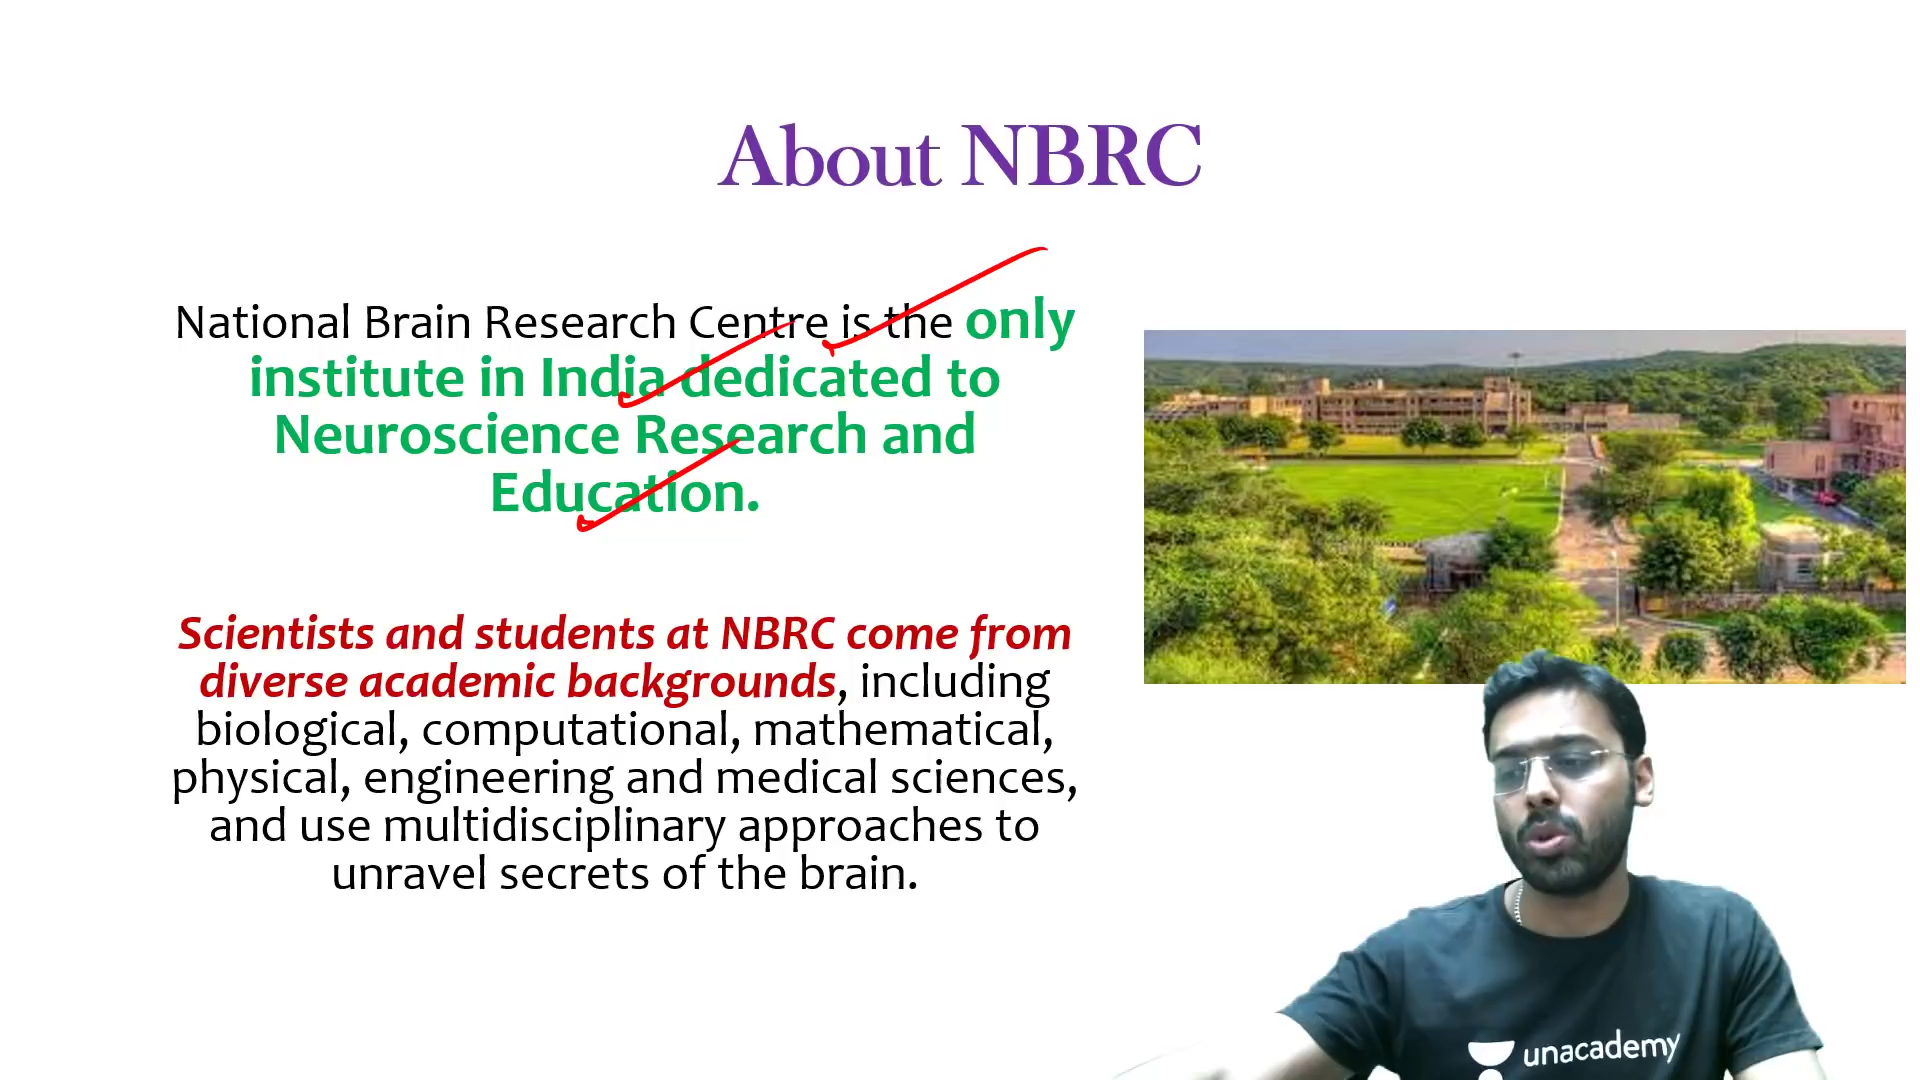 About NBRC
National Brain Research Centre is the only
institute in India dedicated to
Neuroscience Research and
Education.
Scientists and students at NBRC come from
diverse academic backgrounds, including
biological, computational, mathematical,
physical, engineering and medical sciences,
and use multidisciplinary approaches to
unravel secrets of the brain.
unacademy